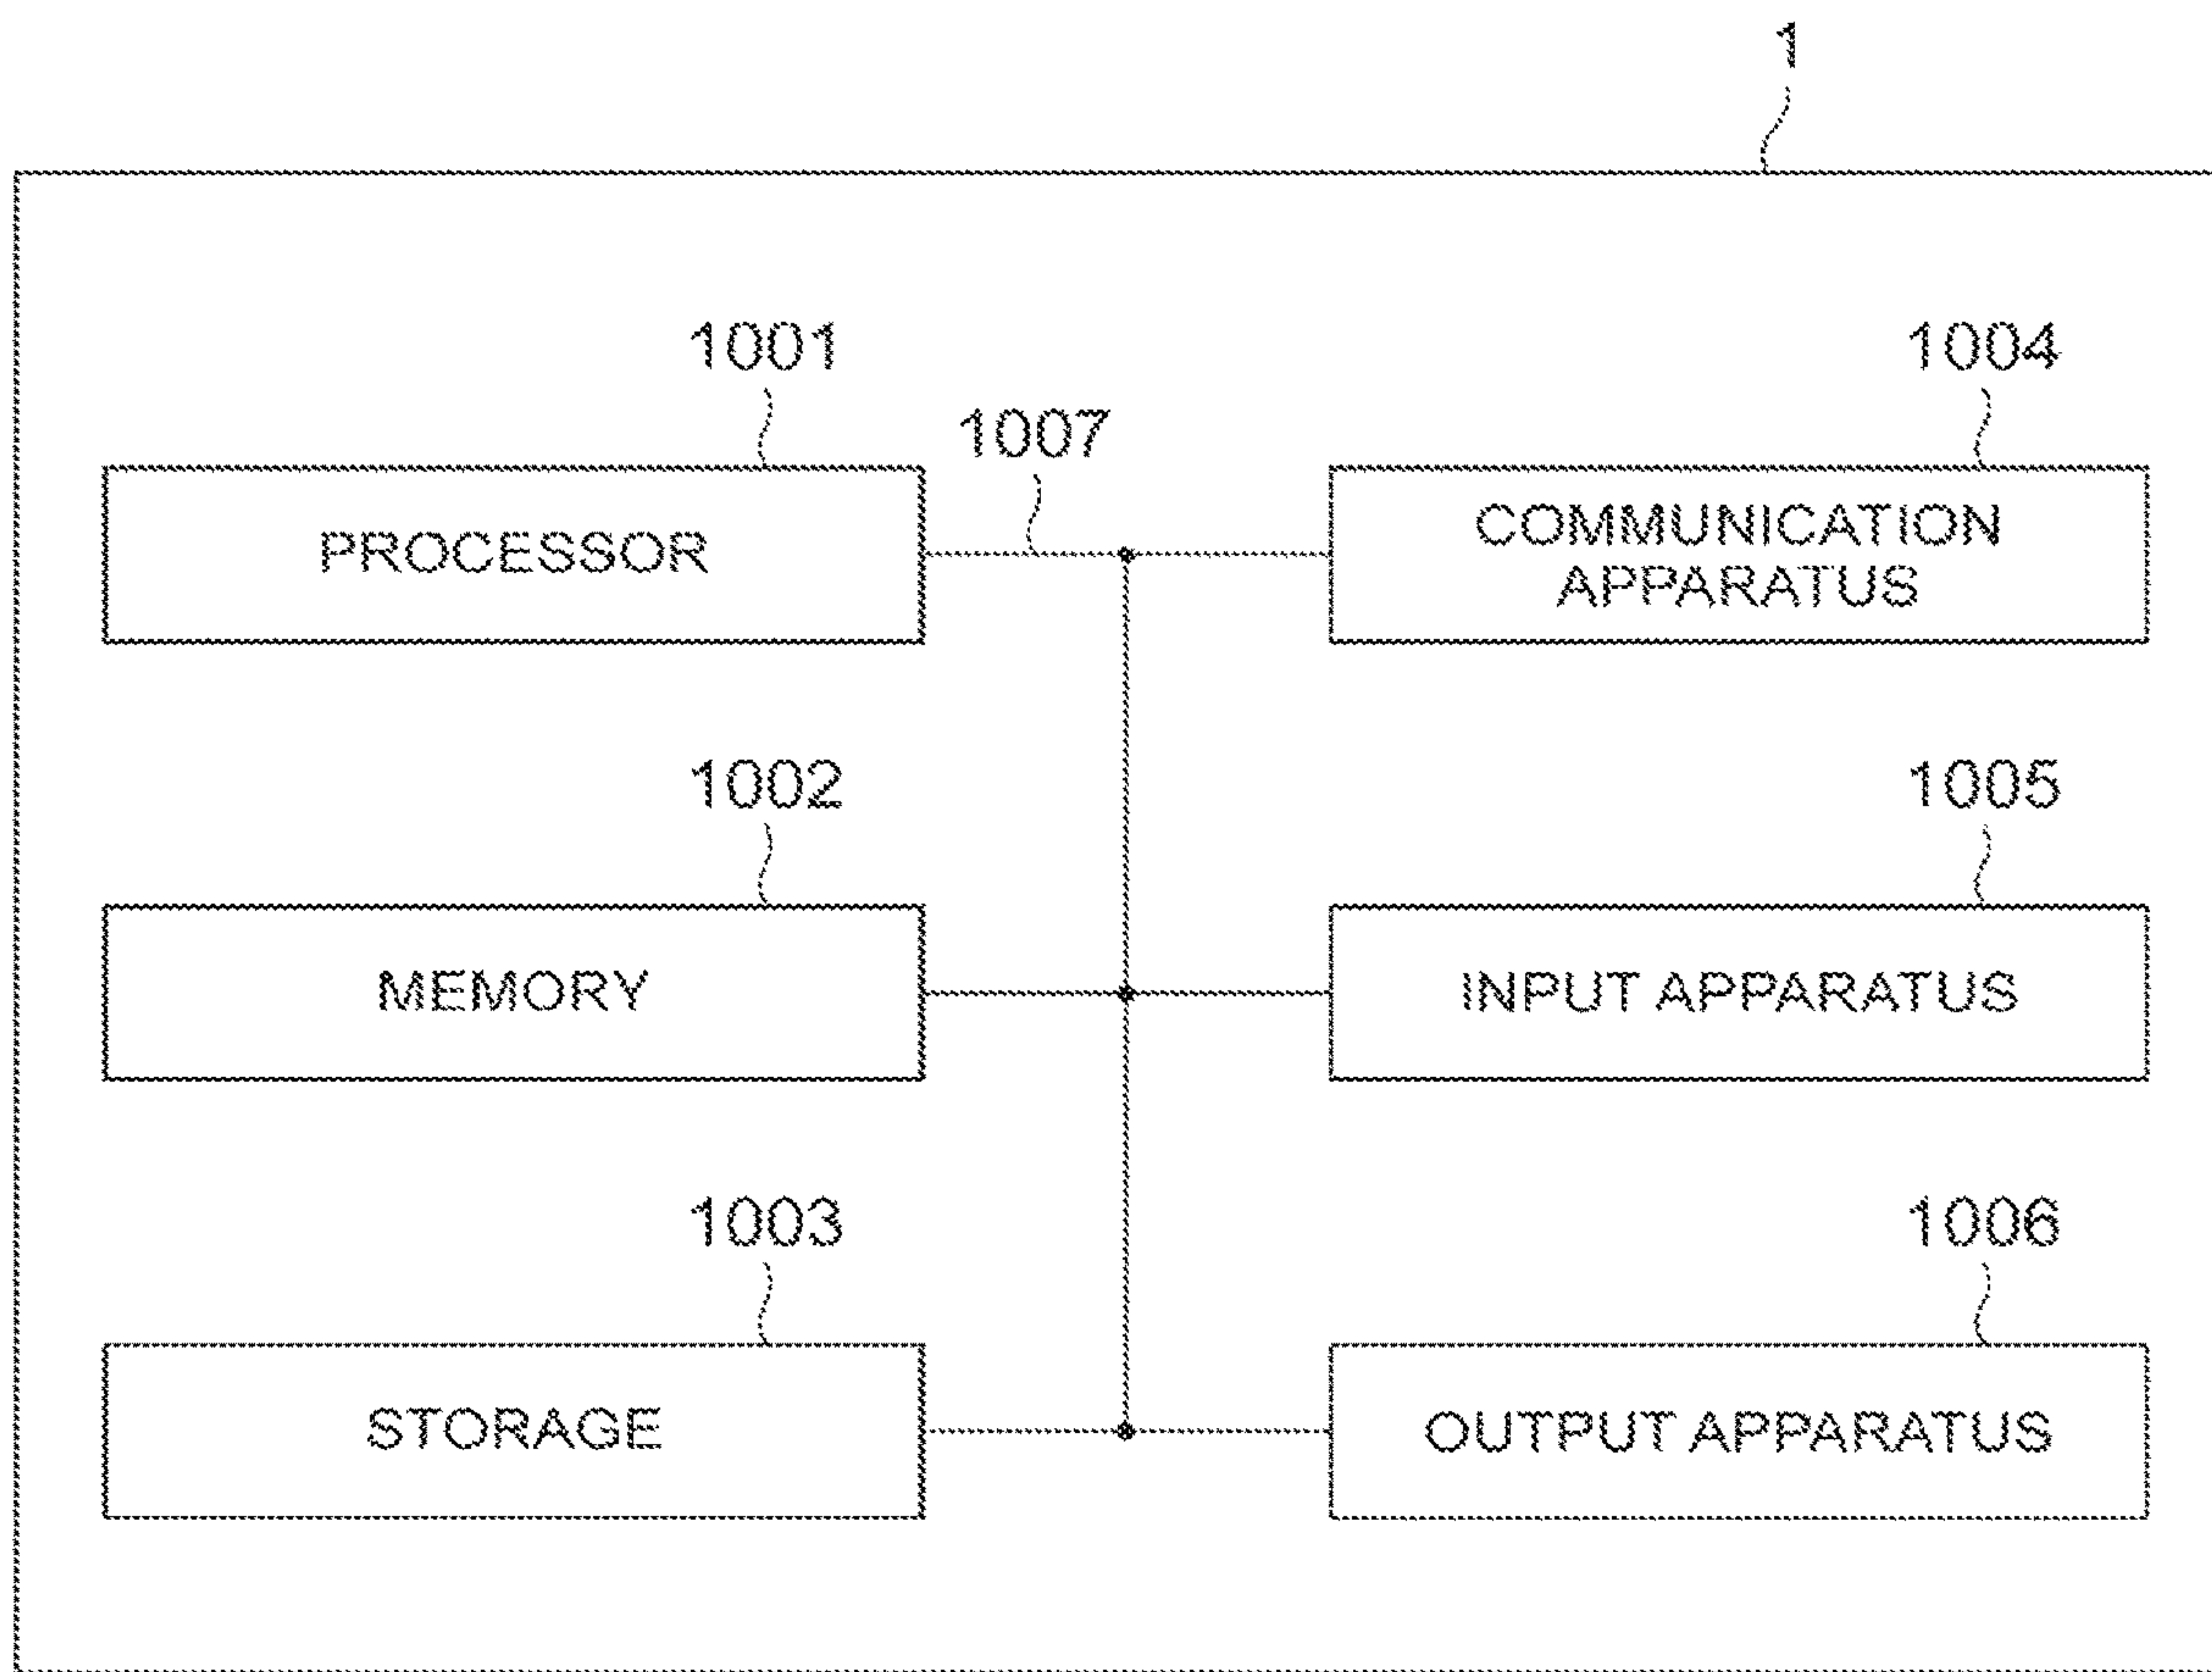 1
1001
1004
1007
PROCESSOR
COMMUNICATION
APPARATUS
1002
1005
MEMORY
INPUT APPARATUS
1003
1006
STORAGE
OUTPUT APPARATUS